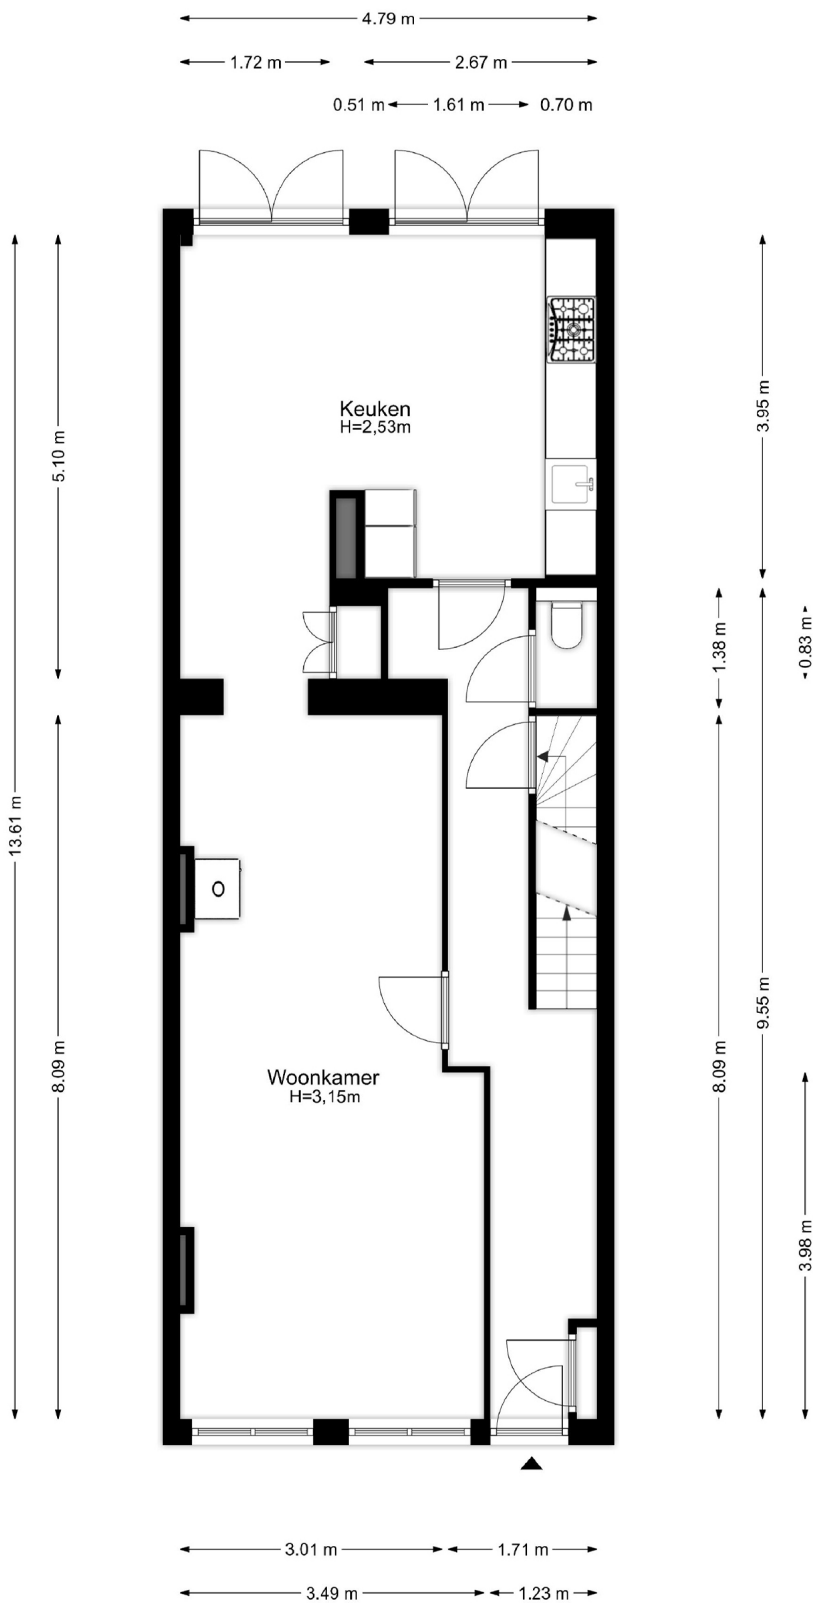 4.79 m
1.72 m
2.67 m
0.51 m
1.61 m
0.70 m
Keuken
H=2,53m
5.10 m
3.95 m
1.38 m
0.83 m
13.61 m
8.09 m
8.09 m
9.55 m
3.98 m
Woonkamer
H=3,15m
3.01 m
1.71 m
3.49 m
1.23 m